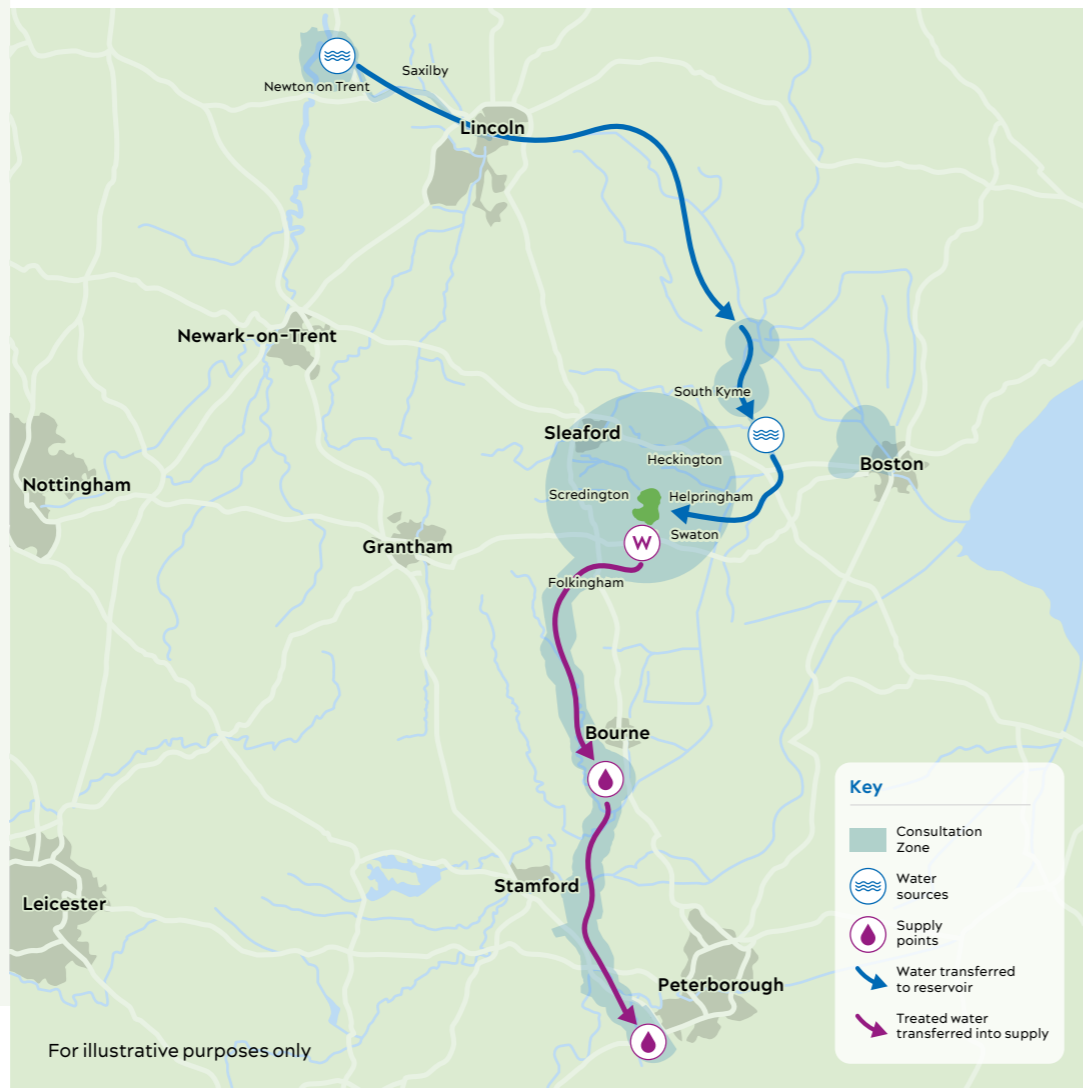 Saxilby
Newton on Trent
Lincoln
Newark-on-Trent
South Kyme
Sleaford
Heckington
Boston
Nottingham
Scredington
Helpringham
Swaton
W
Grantham
Folkingham
Bourne
Stamford
Leicester
Peterborough
Key
Consultation
Zone
Water
sources
Supply
points
Water transferred
to reservoir
Treated water
transferred into supply
For illustrative purposes only